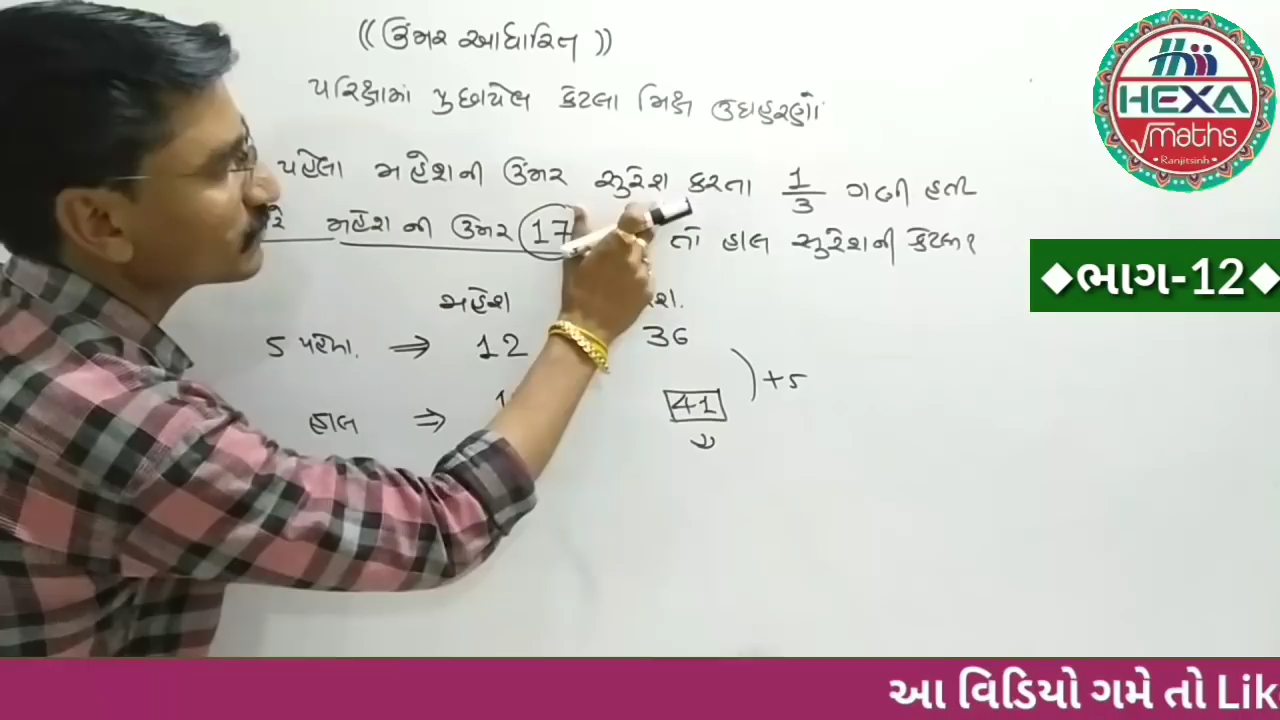 (( ઉંમર આધારિત ))
પરિક્ષામાં પુછાયેલ કેટલા મિક્ષ ઉદાહરણો
પહેલા મહેશની ઉંમર સુરેશ કરતા 1/3 ગણી હતી
મહેશ ની ઉંમર 17 તો હાલ સુરેશની કેટલી?
મહેશ
5 પહેલા. ⇒ 12 36
+5
હાલ ⇒ 41
HEXA
√maths
Ranjitsinh
◆ભાગ-12◆
આ વિડિયો ગમે તો Lik